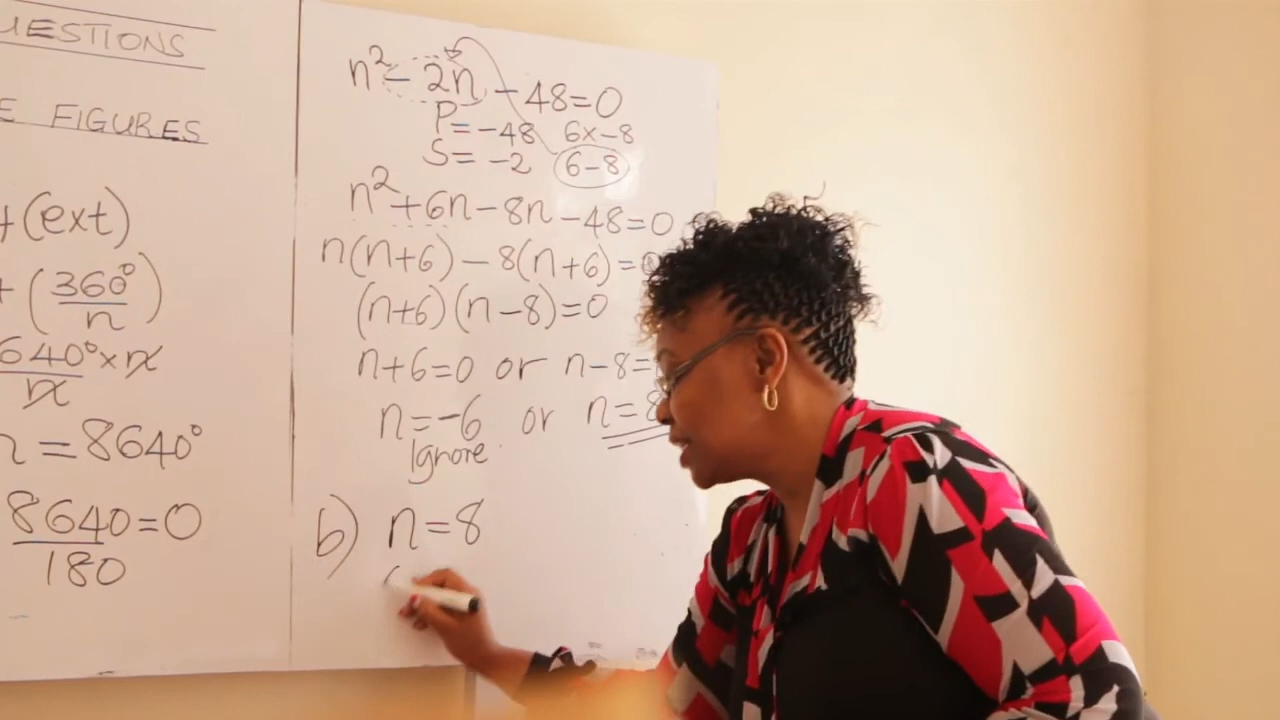 UESTIONS
E FIGURES
+(ext)
+(360°/n)
640°×n/n
n=8640°
8640/180=0
n²-2n-48=0
P=-48 6×-8
S=-2 6-8
n²+6n-8n-48=0
n(n+6)-8(n+6)=0
(n+6)(n-8)=0
n+6=0 or n-8=
n=-6 or n=8
Ignore
b) n=8